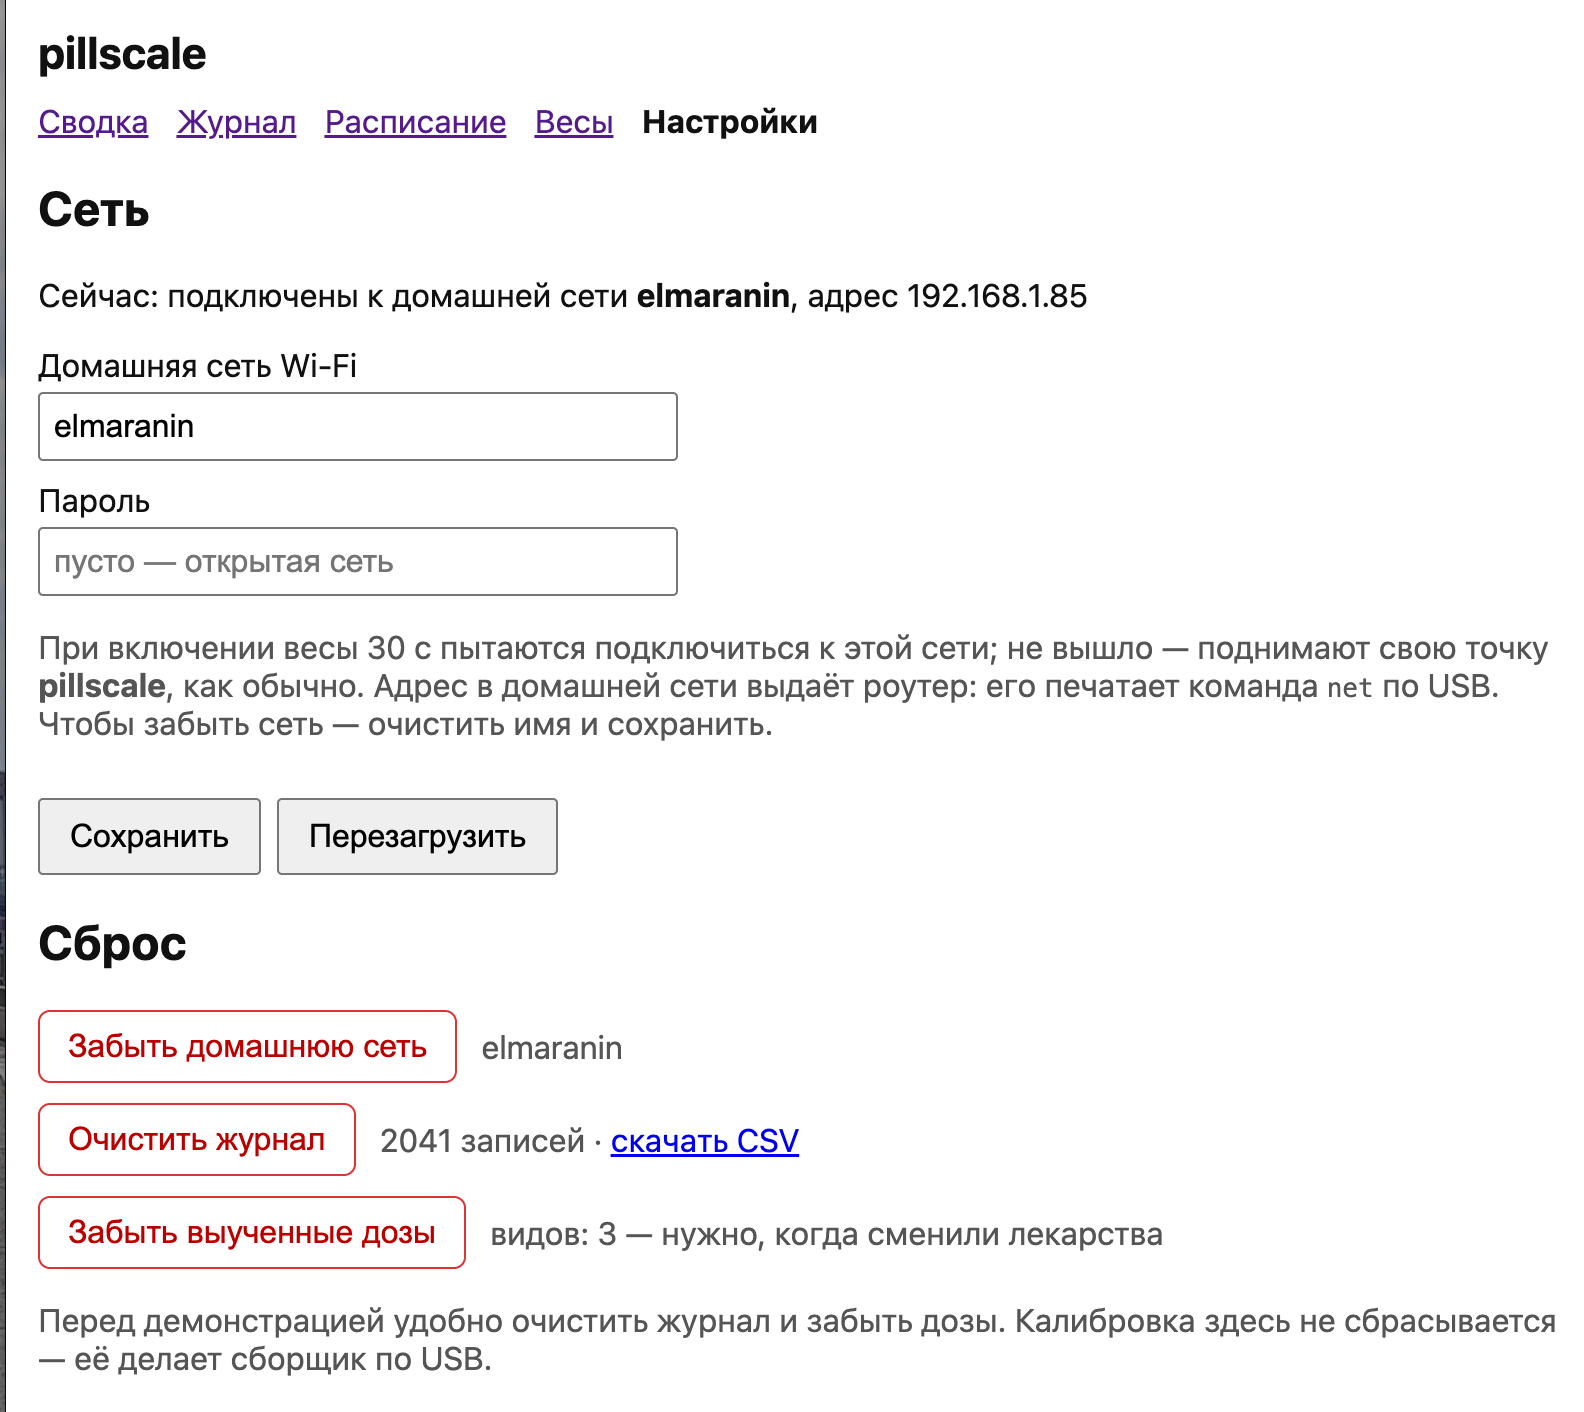 pillscale
Сводка Журнал Расписание Весы Настройки
Сеть
Сейчас: подключены к домашней сети elmaranin, адрес 192.168.1.85
Домашняя сеть Wi-Fi
elmaranin
Пароль
пусто — открытая сеть
При включении весы 30 с пытаются подключиться к этой сети; не вышло — поднимают свою точку
pillscale, как обычно. Адрес в домашней сети выдаёт роутер: его печатает команда net по USB.
Чтобы забыть сеть — очистить имя и сохранить.
Сохранить Перезагрузить
Сброс
Забыть домашнюю сеть elmaranin
Очистить журнал 2041 записей · скачать CSV
Забыть выученные дозы видов: 3 — нужно, когда сменили лекарства
Перед демонстрацией удобно очистить журнал и забыть дозы. Калибровка здесь не сбрасывается
— её делает сборщик по USB.